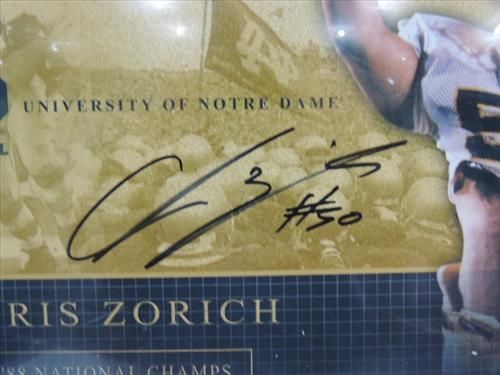 UNIVERSITY OF NOTRE DAME
#50
RIS ZORICH
'88 NATIONAL CHAMPS